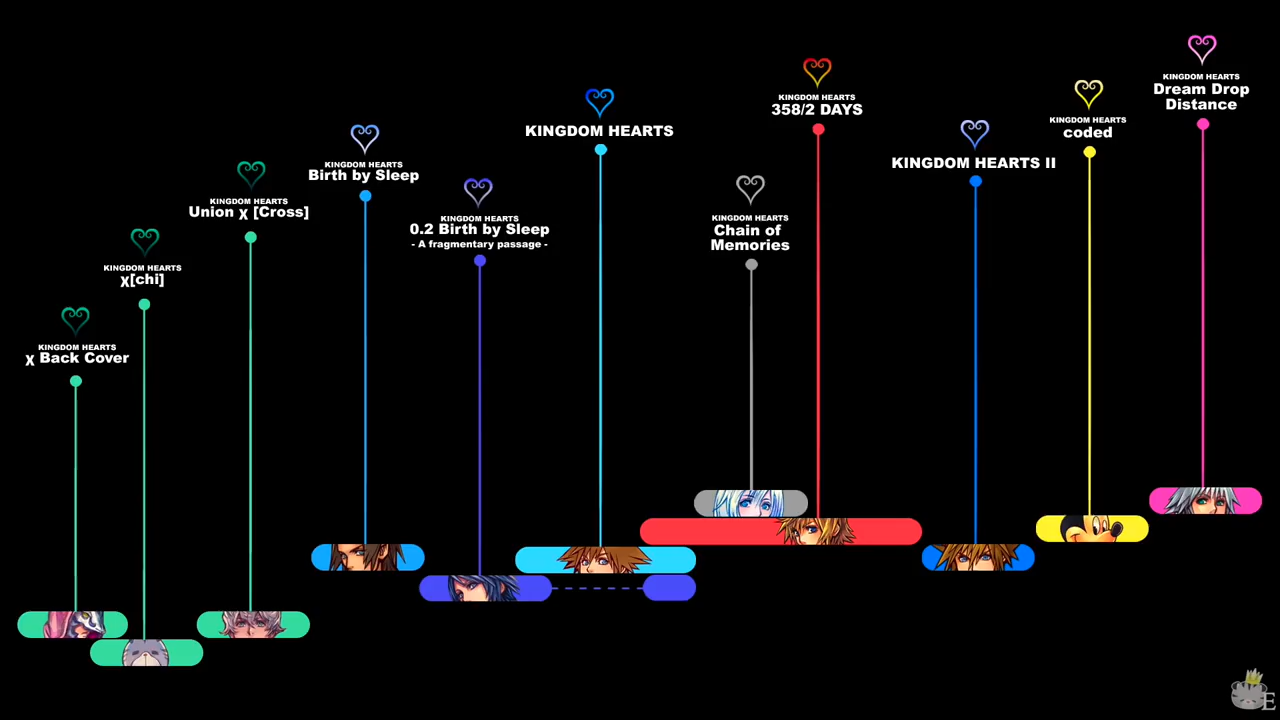 KINGDOM HEARTS
χ Back Cover
KINGDOM HEARTS
χ[chi]
KINGDOM HEARTS
Union χ [Cross]
KINGDOM HEARTS
Birth by Sleep
KINGDOM HEARTS
0.2 Birth by Sleep
- A fragmentary passage -
KINGDOM HEARTS
KINGDOM HEARTS
Chain of
Memories
KINGDOM HEARTS
358/2 DAYS
KINGDOM HEARTS II
KINGDOM HEARTS
coded
KINGDOM HEARTS
Dream Drop
Distance
E